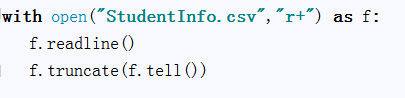 with open("StudentInfo.csv","r+") as f:
    f.readline()
    f.truncate(f.tell())